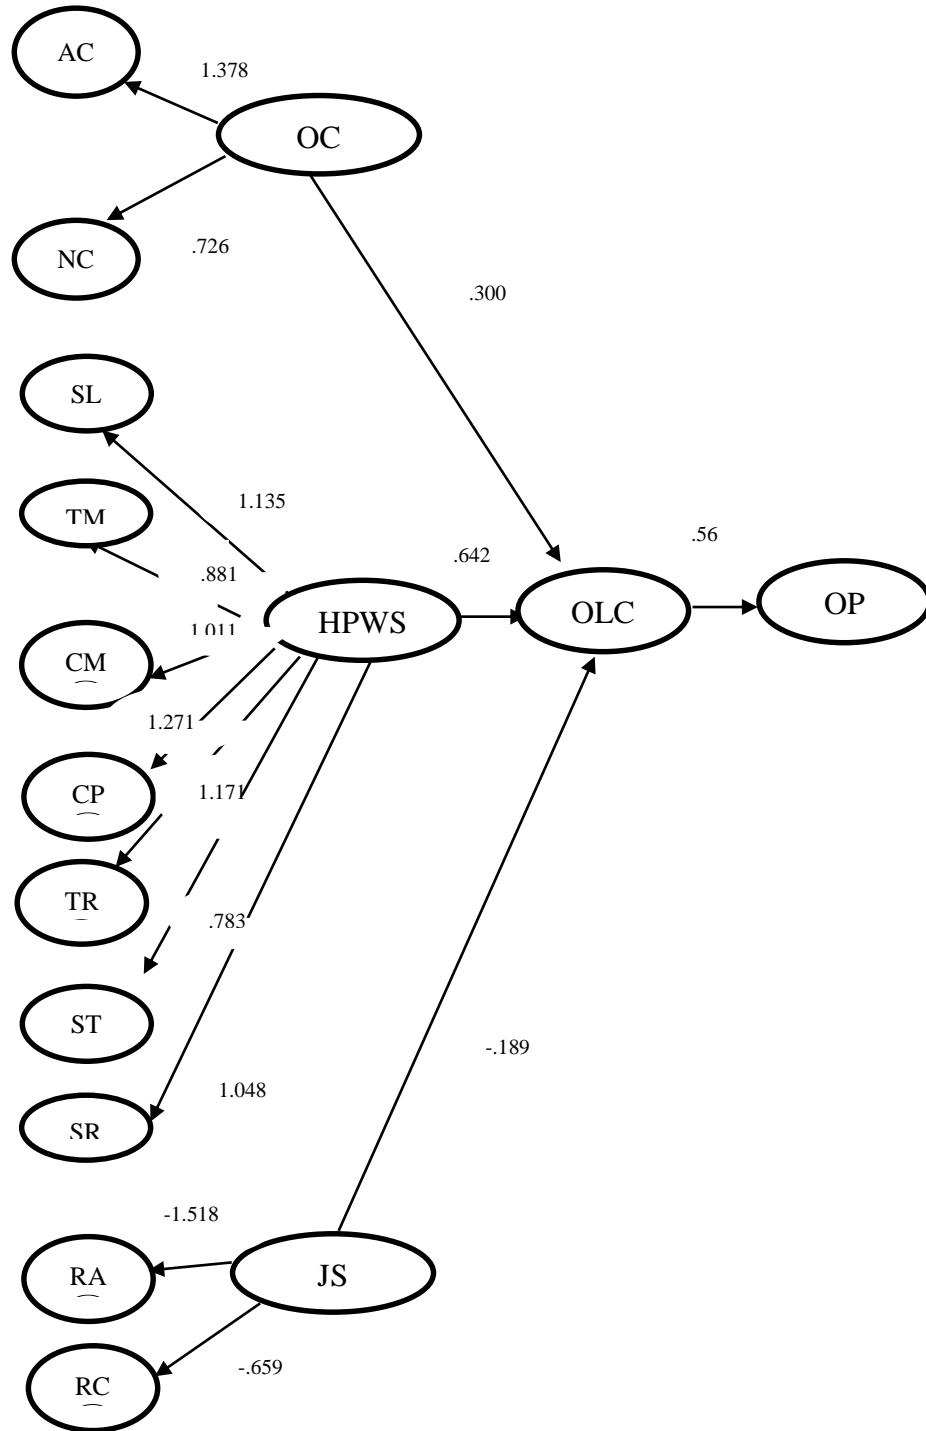 AC
1.378
OC
NC
.726
.300
SL
1.135
TM
.56
.881
.642
HPWS
OLC
OP
1.011
CM
1.271
CP
1.171
TR
.783
ST
-.189
1.048
SR
-1.518
RA
JS
-.659
RC